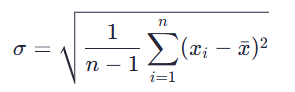 σ = √(1/(n − 1) ∑_{i=1}^{n} (x_i − x̄)²)